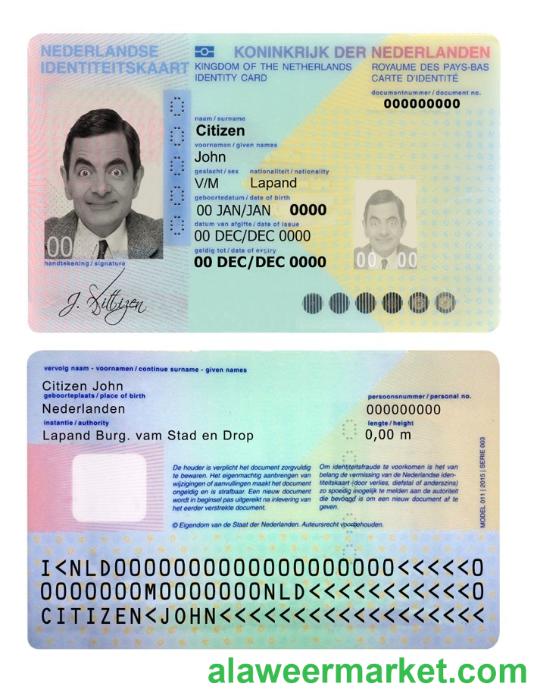 NEDERLANDSE
IDENTITEITSKAART
KONINKRIJK DER NEDERLANDEN
KINGDOM OF THE NETHERLANDS
IDENTITY CARD
ROYAUME DES PAYS-BAS
CARTE D'IDENTITÉ
documentnummer / document no.
000000000
naam / surname
Citizen
voornamen / given names
John
geslacht / sex nationaliteit / nationality
V/M Lapand
geboortedatum / date of birth
00 JAN/JAN 0000
datum van afgifte / date of issue
00 DEC/DEC 0000
geldig tot / date of expiry
00 DEC/DEC 0000
00
00 00
handtekening / signature
J. Sittizen
vervolg naam - voornamen / continue surname - given names
Citizen John
geboorteplaats / place of birth
Nederlanden
instantie / authority
Lapand Burg. vam Stad en Drop
persoonsnummer / personal no.
000000000
lengte / height
0,00 m
De houder is verplicht het document zorgvuldig
te bewaren. Het eigenmachtig aanbrengen van
wijzigingen of aanvullingen maakt het document
ongeldig en is strafbaar. Een nieuw document
wordt in beginsel pas uitgereikt na inlevering van
het eerder verstrekte document.
Om identiteitsfraude te voorkomen is het van
belang de vermissing van de Nederlandse iden-
titeitskaart (door verlies, diefstal of anderszins)
zo spoedig mogelijk te melden aan de autoriteit
die bevoegd is om een nieuw document af te
geven.
© Eigendom van de Staat der Nederlanden. Auteursrecht voorbehouden.
MODEL 011 | 2015 | SERIE 003
I<NLD00000000000000000000<<<<<0
0000000M0000000NLD<<<<<<<<<<<0
CITIZEN<JOHN<<<<<<<<<<<<<<<<<<
alaweermarket.com